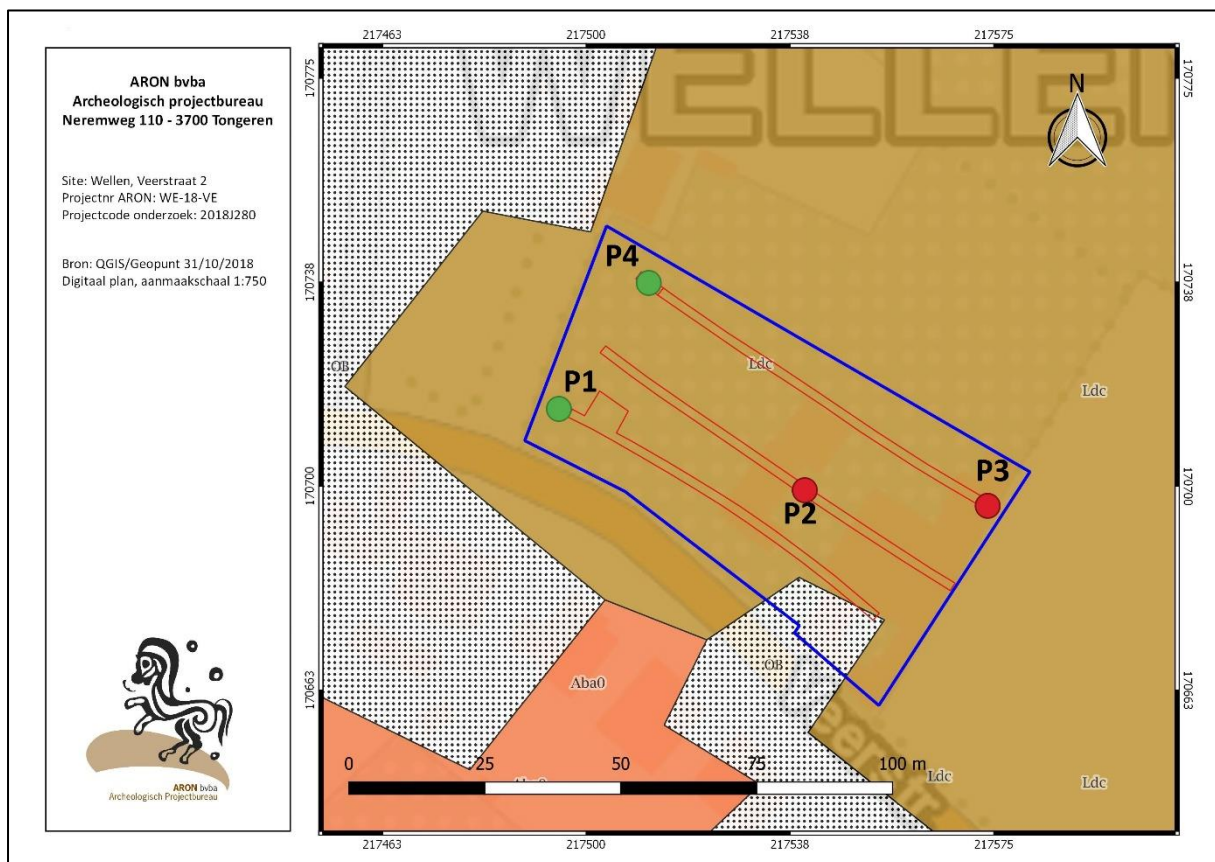 ARON bvba
Archeologisch projectbureau
Neremweg 110 - 3700 Tongeren
Site: Wellen, Veerstraat 2
Projectnr ARON: WE-18-VE
Projectcode onderzoek: 2018J280
Bron: QGIS/Geopunt 31/10/2018
Digitaal plan, aanmaakschaal 1:750
ARON bvba
Archeologisch Projectbureau
217463 217500 217538 217575
170775 170775
WELLEN
N
P4
170738 170738
OB
Ldc
Ldc
P1
P3
170700 170700
P2
OB
Aba0
170663 170663
Ldc
Ldc
0 25 50 75 100 m
217463 217500 217538 217575